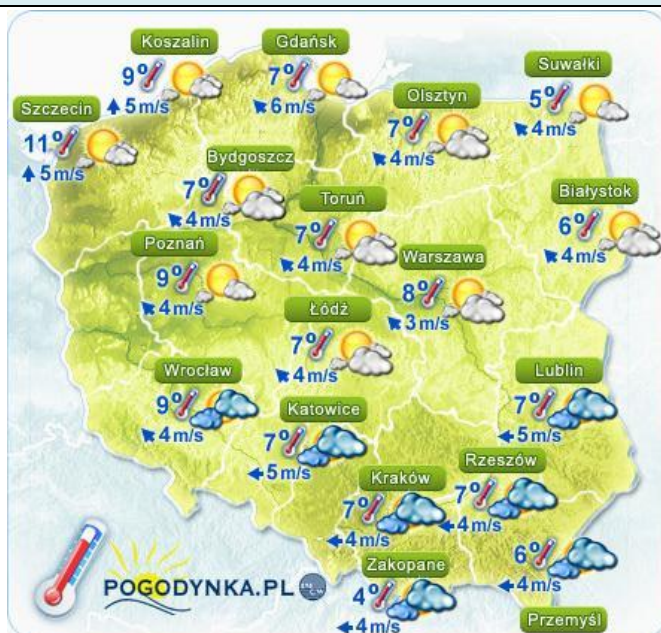 Koszalin
9°
5 m/s
Gdańsk
7°
6 m/s
Suwałki
5°
4 m/s
Szczecin
11°
5 m/s
Olsztyn
7°
4 m/s
Bydgoszcz
7°
4 m/s
Toruń
7°
4 m/s
Białystok
6°
4 m/s
Poznań
9°
4 m/s
Warszawa
8°
3 m/s
Łódź
7°
4 m/s
Wrocław
9°
4 m/s
Katowice
7°
5 m/s
Lublin
7°
5 m/s
Kraków
7°
4 m/s
Rzeszów
7°
4 m/s
Zakopane
4°
4 m/s
6°
4 m/s
Przemyśl
POGODYNKA.PL